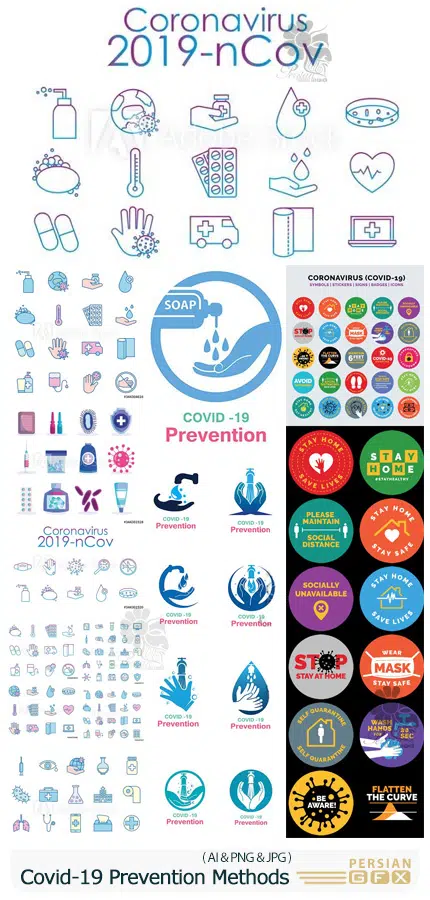 Coronavirus
2019-nCov
SOAP
COVID -19
Prevention
CORONAVIRUS (COVID-19)
SYMBOLS | STICKERS | SIGNS | BADGES | ICONS
Coronavirus
2019-nCov
COVID -19
Prevention
COVID -19
Prevention
COVID -19
Prevention
COVID -19
Prevention
COVID -19
Prevention
COVID -19
Prevention
COVID -19
Prevention
COVID -19
Prevention
STAY HOME
SAVE LIVES
STAY
HOME
#STAYHEALTHY
PLEASE
MAINTAIN
SOCIAL
DISTANCE
STAY HOME
STAY SAFE
SOCIALLY
UNAVAILABLE
STAY HOME
SAVE LIVES
STOP
STAY AT HOME
WEAR
MASK
STAY SAFE
SELF QUARANTINE
SELF QUARANTINE
WASH
HANDS
SEC
BE
AWARE!
FLATTEN
THE CURVE
(AI & PNG & JPG)
Covid-19 Prevention Methods
PERSIAN
GFX